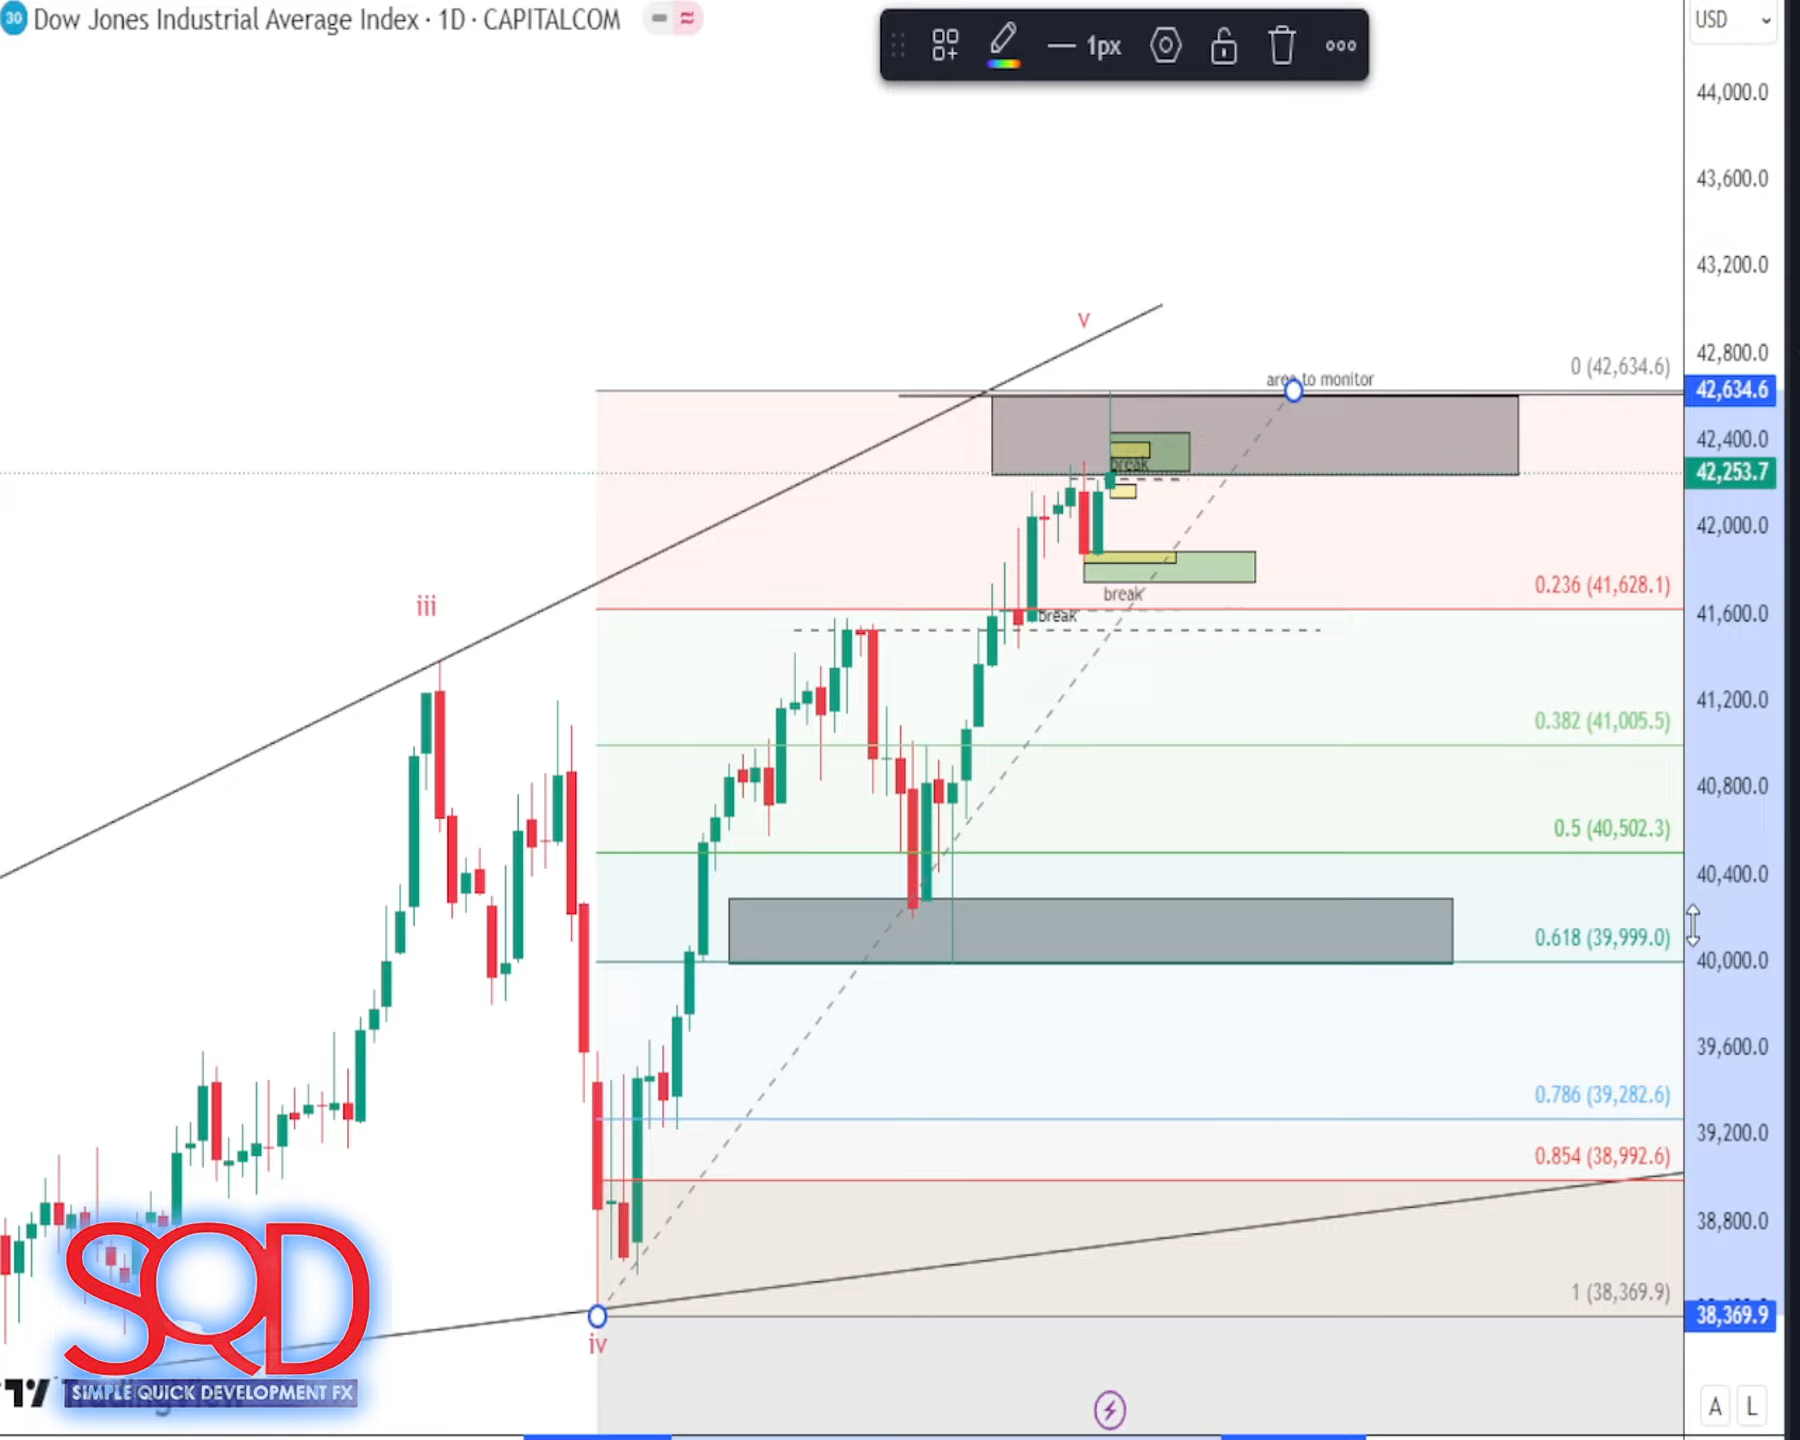 30 Dow Jones Industrial Average Index · 1D · CAPITALCOM
1px
USD
44,000.0
43,600.0
43,200.0
v
42,800.0
0 (42,634.6)
area to monitor
42,634.6
42,400.0
break
42,253.7
42,000.0
0.236 (41,628.1)
break
iii
41,600.0
break
41,200.0
0.382 (41,005.5)
40,800.0
0.5 (40,502.3)
40,400.0
0.618 (39,999.0)
40,000.0
39,600.0
0.786 (39,282.6)
39,200.0
0.854 (38,992.6)
38,800.0
1 (38,369.9)
38,369.9
iv
SQD
SIMPLE QUICK DEVELOPMENT FX
A L